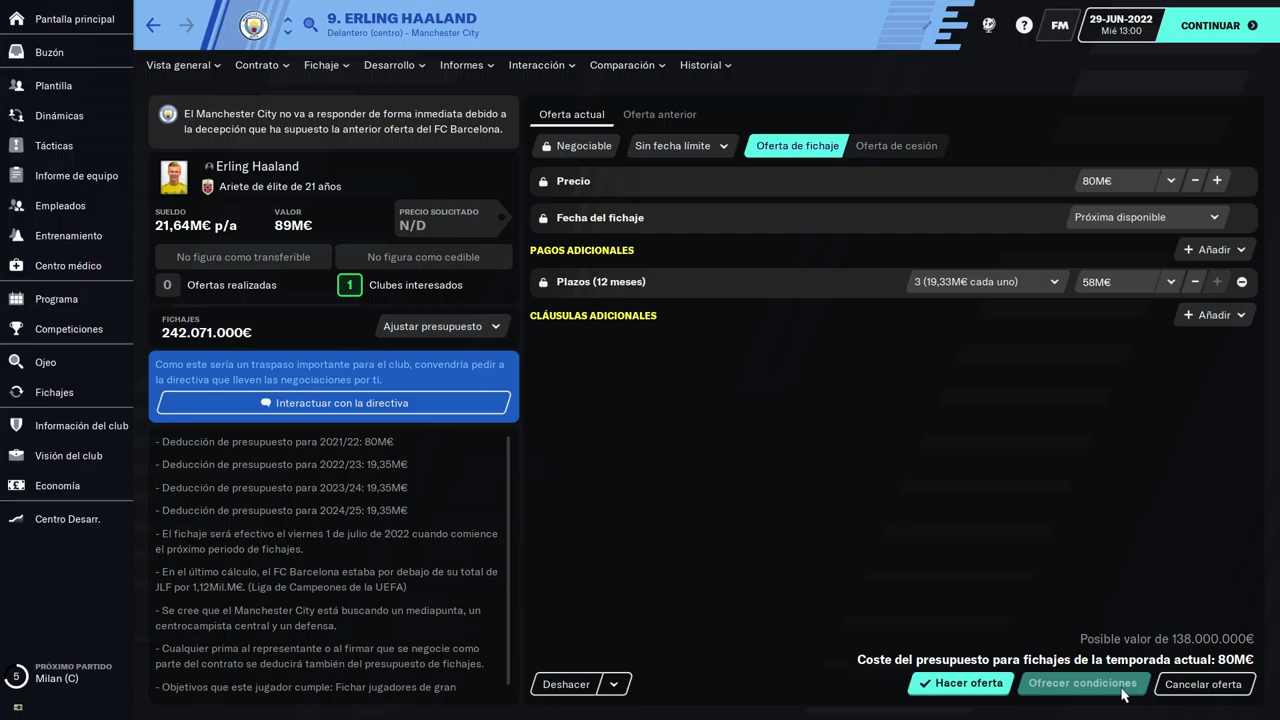 Pantalla principal
Buzón
Plantilla
Dinámicas
Tácticas
Informe de equipo
Empleados
Entrenamiento
Centro médico
Programa
Competiciones
Ojeo
Fichajes
Información del club
Visión del club
Economía
Centro Desarr.
5
PRÓXIMO PARTIDO
Milan (C)
9. ERLING HAALAND
Delantero (centro) - Manchester City
?
FM
29-JUN-2022
Mié 13:00
CONTINUAR
Vista general
Contrato
Fichaje
Desarrollo
Informes
Interacción
Comparación
Historial
El Manchester City no va a responder de forma inmediata debido a
la decepción que ha supuesto la anterior oferta del FC Barcelona.
Erling Haaland
Ariete de élite de 21 años
SUELDO
21,64M€ p/a
VALOR
89M€
PRECIO SOLICITADO
N/D
No figura como transferible
No figura como cedible
0 Ofertas realizadas
1 Clubes interesados
FICHAJES
242.071.000€
Ajustar presupuesto
Como este sería un traspaso importante para el club, convendría pedir a
la directiva que lleven las negociaciones por ti.
Interactuar con la directiva
- Deducción de presupuesto para 2021/22: 80M€
- Deducción de presupuesto para 2022/23: 19,35M€
- Deducción de presupuesto para 2023/24: 19,35M€
- Deducción de presupuesto para 2024/25: 19,35M€
- El fichaje será efectivo el viernes 1 de julio de 2022 cuando comience
el próximo periodo de fichajes.
- En el último cálculo, el FC Barcelona estaba por debajo de su total de
JLF por 1,12Mil.M€. (Liga de Campeones de la UEFA)
- Se cree que el Manchester City está buscando un mediapunta, un
centrocampista central y un defensa.
- Cualquier prima al representante o al firmar que se negocie como
parte del contrato se deducirá también del presupuesto de fichajes.
- Objetivos que este jugador cumple: Fichar jugadores de gran
Oferta actual
Oferta anterior
Negociable
Sin fecha límite
Oferta de fichaje
Oferta de cesión
Precio
80M€
Fecha del fichaje
Próxima disponible
PAGOS ADICIONALES
+ Añadir
Plazos (12 meses)
3 (19,33M€ cada uno)
58M€
CLÁUSULAS ADICIONALES
+ Añadir
Posible valor de 138.000.000€
Coste del presupuesto para fichajes de la temporada actual: 80M€
Deshacer
Hacer oferta
Ofrecer condiciones
Cancelar oferta